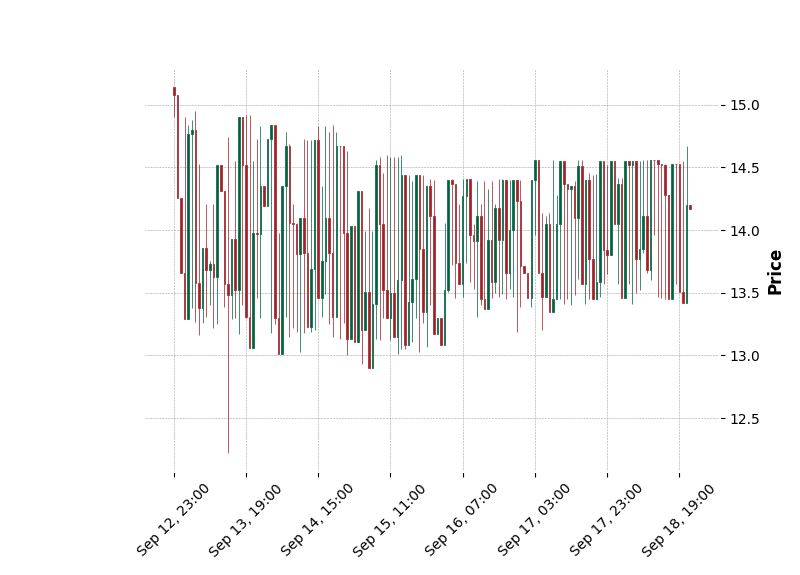 15.0
14.5
14.0
13.5
13.0
12.5
Price
Sep 12, 23:00
Sep 13, 19:00
Sep 14, 15:00
Sep 15, 11:00
Sep 16, 07:00
Sep 17, 03:00
Sep 17, 23:00
Sep 18, 19:00